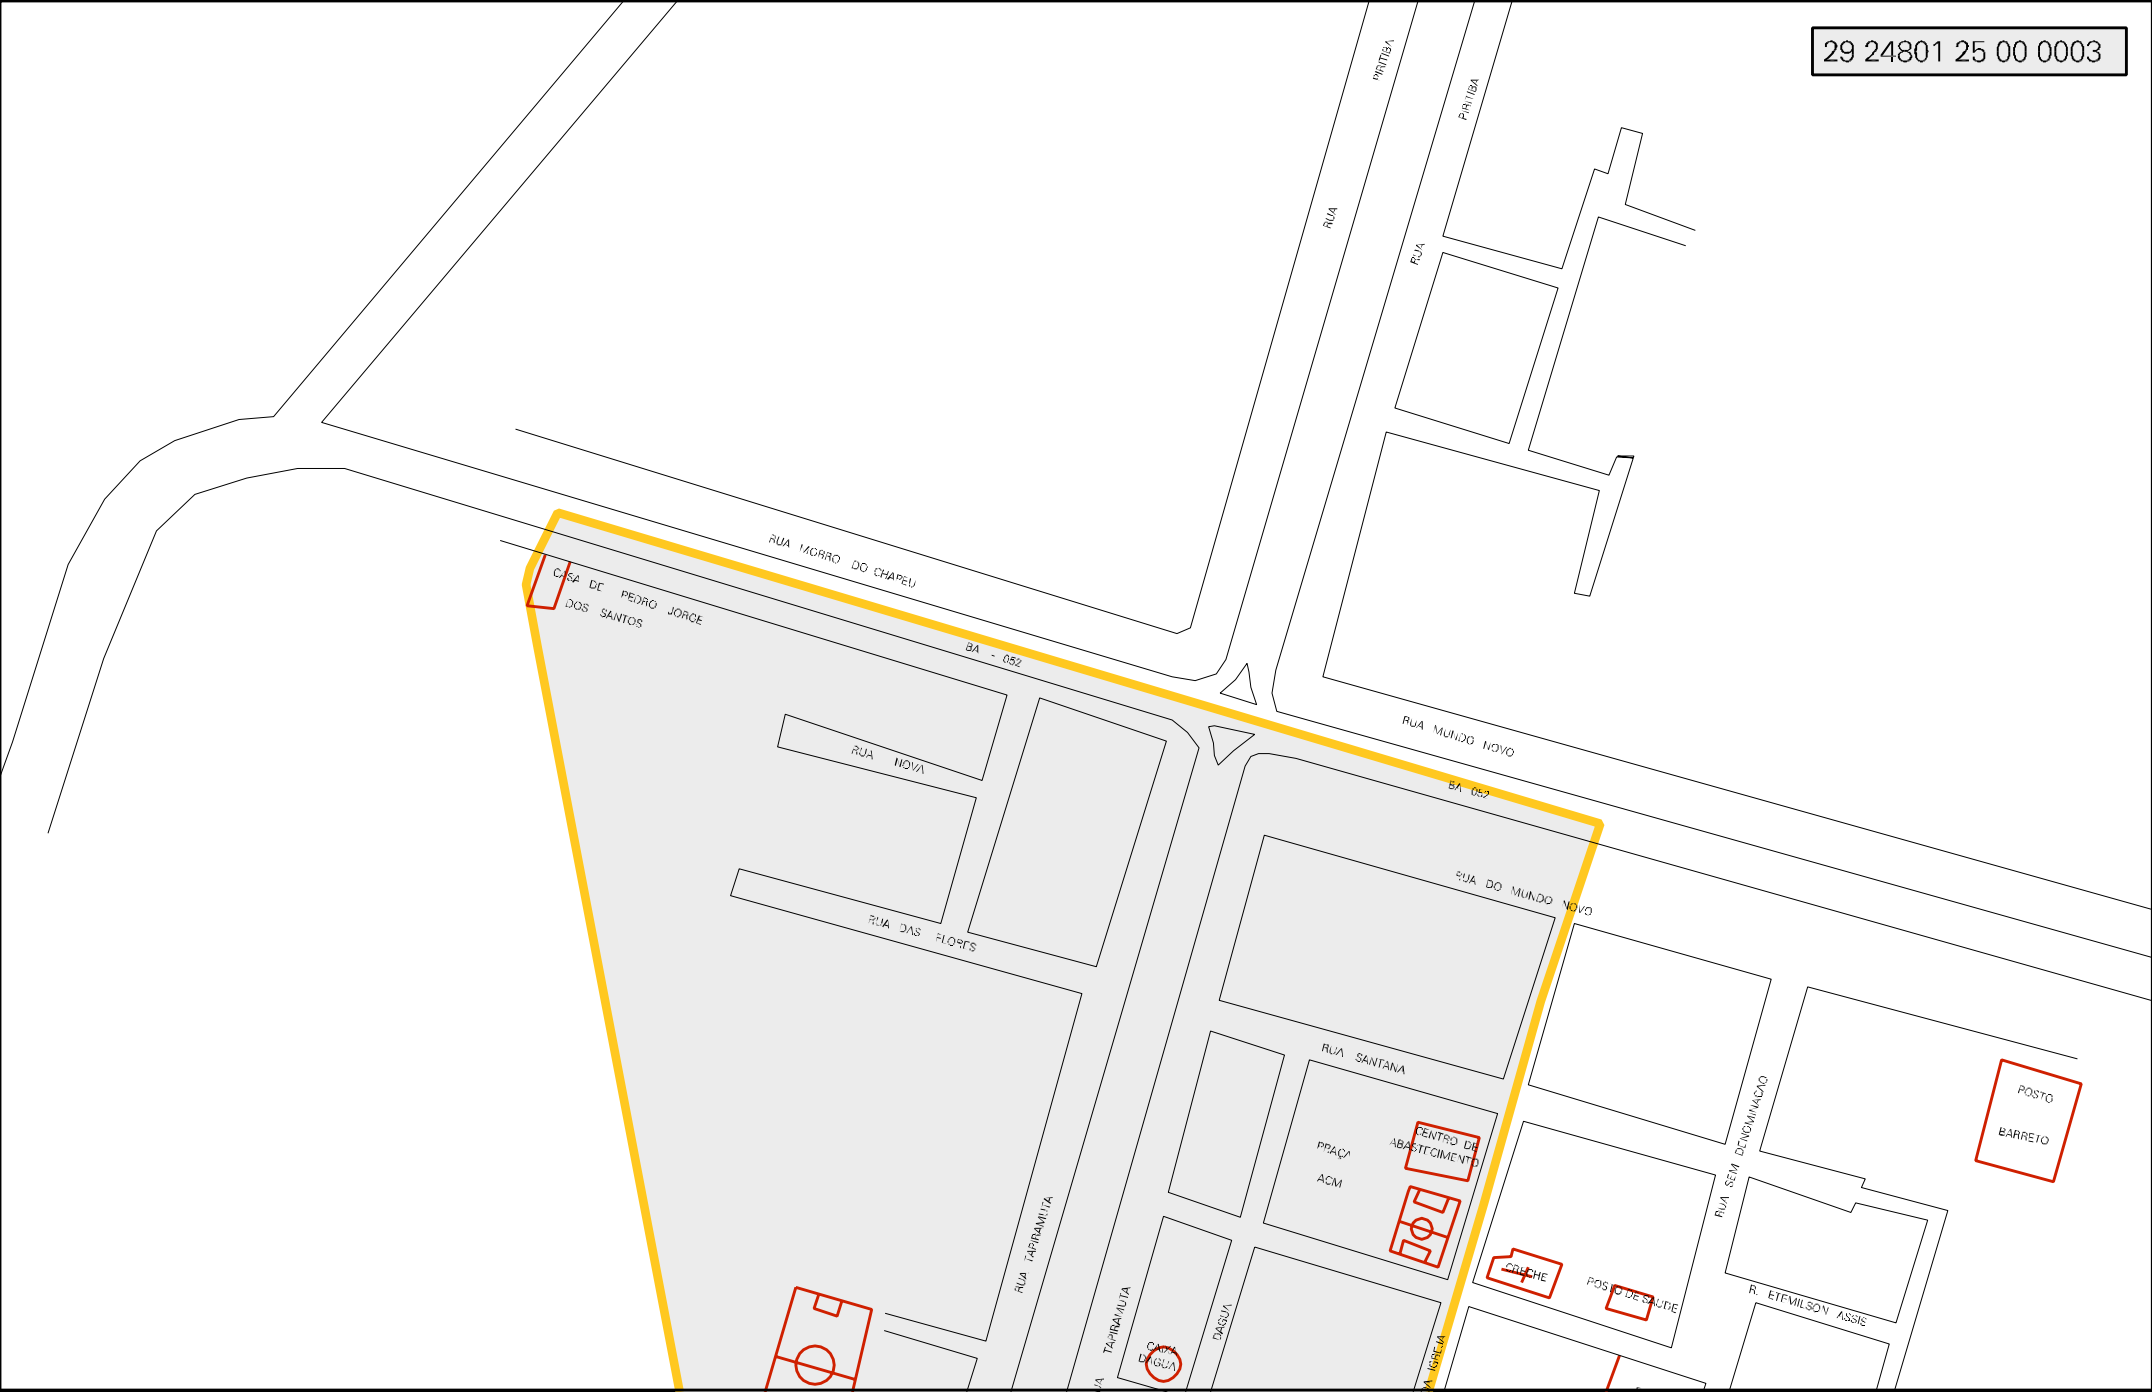 29 24801 25 00 0003
PIRITIBA
PIRITIBA
RUA
RUA
RUA MORRO DO CHAPEU
CASA DE PEDRO JORGE
DOS SANTOS
BA - 052
RUA MUNDO NOVO
RUA NOVA
BA 052
RUA DO MUNDO NOVO
RUA DAS FLORES
RUA SANTANA
POSTO
BARRETO
CENTRO DE
ABASTECIMENTO
PRAÇA
ACM
RUA SEM DENOMINACAO
RUA TAPIRAMUTA
CRECHE
POSTO DE SAUDE
R. ETEMILSON ASSIS
TAPIRAMUTA
DAGUA
CAIXA
DAGUA
IGREJA